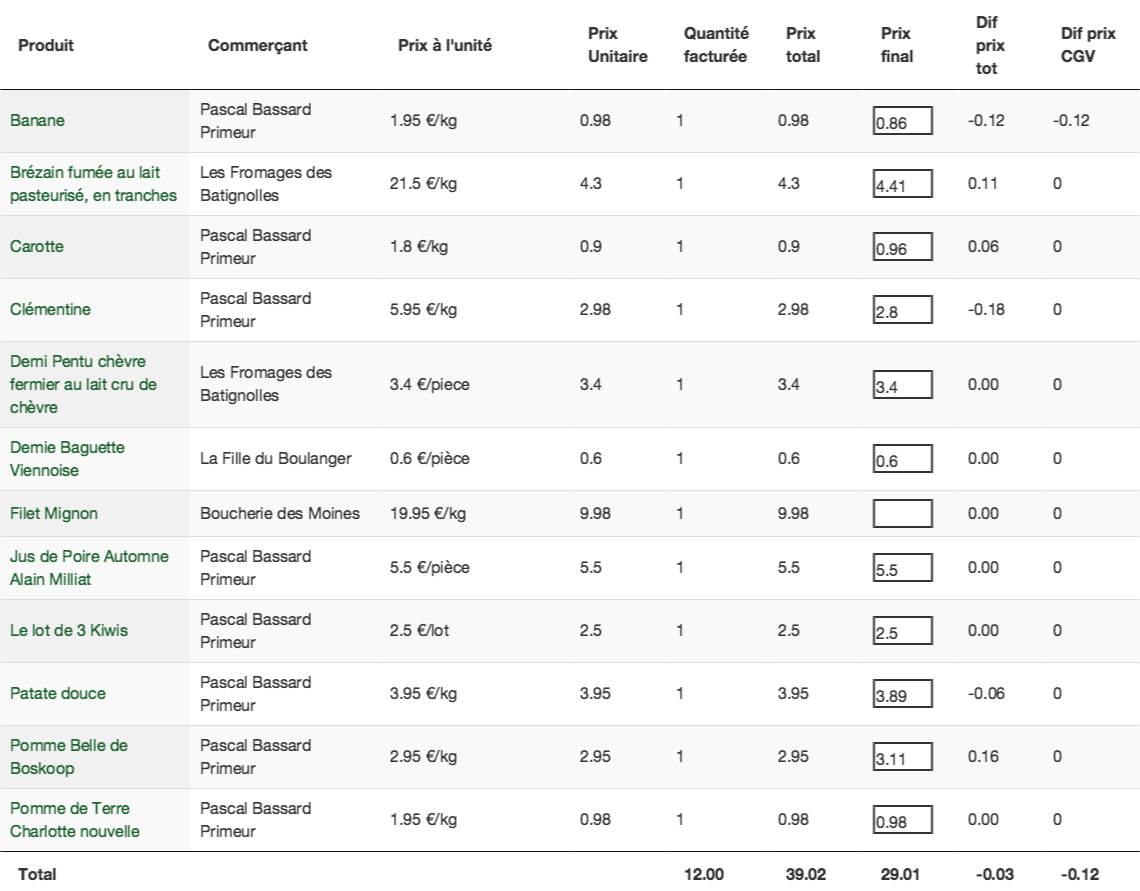 Produit Commerçant Prix à l'unité Prix Unitaire Quantité facturée Prix total Prix final Dif prix tot Dif prix CGV
Banane Pascal Bassard Primeur 1.95 €/kg 0.98 1 0.98 0.86 -0.12 -0.12
Brézain fumée au lait pasteurisé, en tranches Les Fromages des Batignolles 21.5 €/kg 4.3 1 4.3 4.41 0.11 0
Carotte Pascal Bassard Primeur 1.8 €/kg 0.9 1 0.9 0.96 0.06 0
Clémentine Pascal Bassard Primeur 5.95 €/kg 2.98 1 2.98 2.8 -0.18 0
Demi Pentu chèvre fermier au lait cru de chèvre Les Fromages des Batignolles 3.4 €/piece 3.4 1 3.4 3.4 0.00 0
Demie Baguette Viennoise La Fille du Boulanger 0.6 €/pièce 0.6 1 0.6 0.6 0.00 0
Filet Mignon Boucherie des Moines 19.95 €/kg 9.98 1 9.98 0.00 0
Jus de Poire Automne Alain Milliat Pascal Bassard Primeur 5.5 €/pièce 5.5 1 5.5 5.5 0.00 0
Le lot de 3 Kiwis Pascal Bassard Primeur 2.5 €/lot 2.5 1 2.5 2.5 0.00 0
Patate douce Pascal Bassard Primeur 3.95 €/kg 3.95 1 3.95 3.89 -0.06 0
Pomme Belle de Boskoop Pascal Bassard Primeur 2.95 €/kg 2.95 1 2.95 3.11 0.16 0
Pomme de Terre Charlotte nouvelle Pascal Bassard Primeur 1.95 €/kg 0.98 1 0.98 0.98 0.00 0
Total 12.00 39.02 29.01 -0.03 -0.12